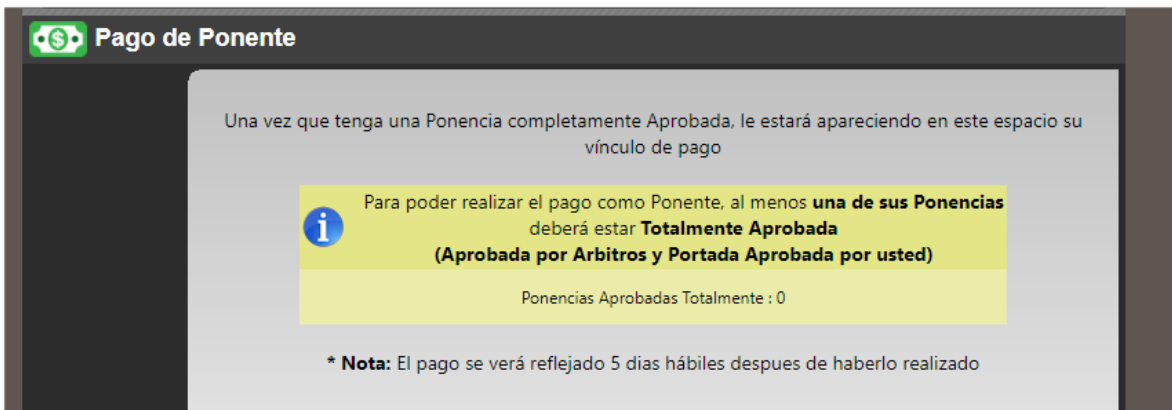 Pago de Ponente
Una vez que tenga una Ponencia completamente Aprobada, le estará apareciendo en este espacio su
vínculo de pago
Para poder realizar el pago como Ponente, al menos una de sus Ponencias
deberá estar Totalmente Aprobada
(Aprobada por Arbitros y Portada Aprobada por usted)
Ponencias Aprobadas Totalmente : 0
* Nota: El pago se verá reflejado 5 dias hábiles despues de haberlo realizado